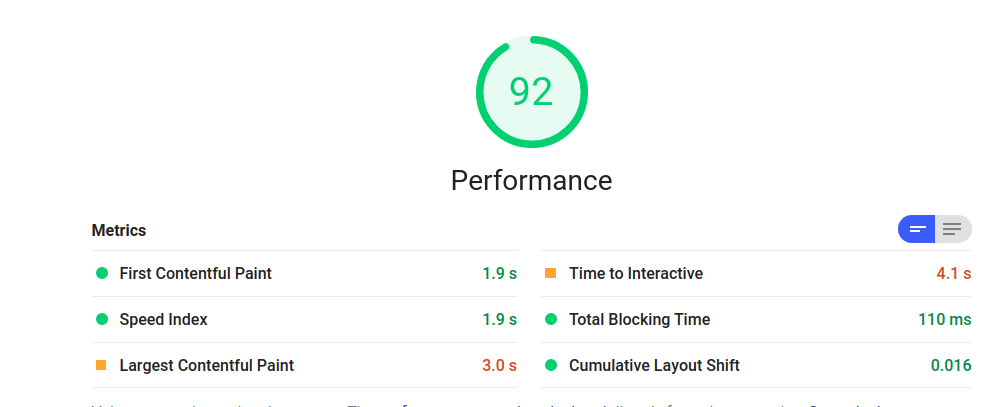 92
Performance
Metrics
First Contentful Paint 1.9 s
Time to Interactive 4.1 s
Speed Index 1.9 s
Total Blocking Time 110 ms
Largest Contentful Paint 3.0 s
Cumulative Layout Shift 0.016